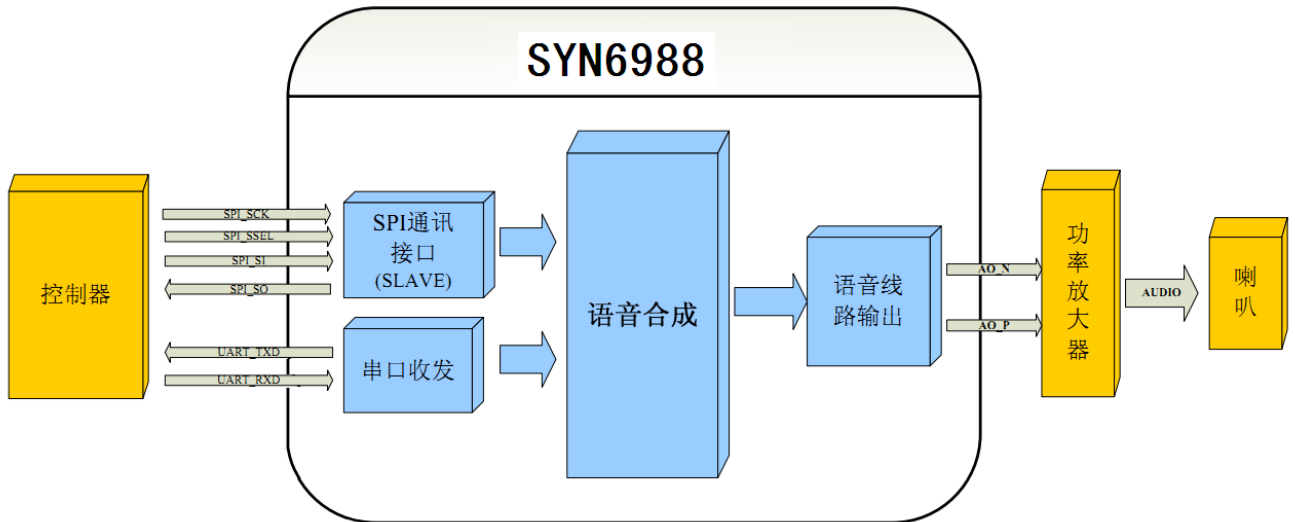 SYN6988
控制器
SPI_SCK
SPI_SSEL
SPI_SI
SPI_SO
UART_TXD
UART_RXD
SPI通讯
接口
(SLAVE)
串口收发
语音合成
语音线
路输出
AO_N
AO_P
功
率
放
大
器
AUDIO
喇
叭